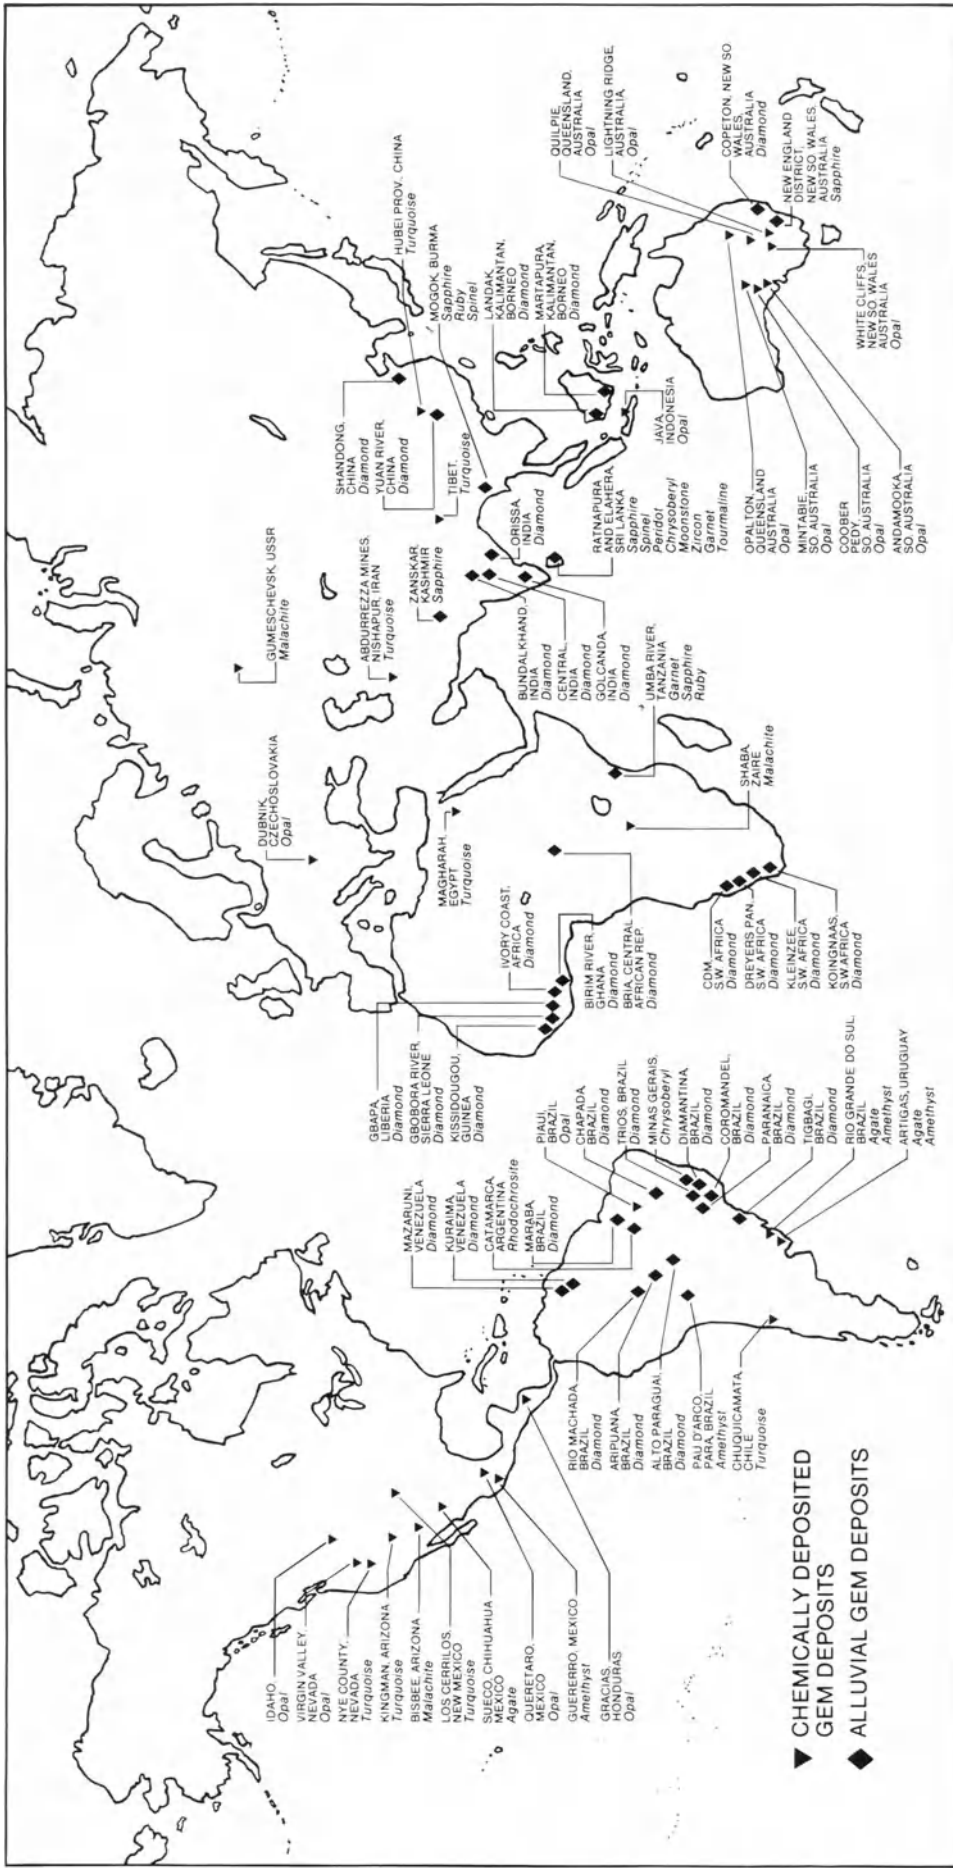 IDAHO,
Opal
VIRGIN VALLEY,
NEVADA
Opal
NYE COUNTY,
NEVADA
Turquoise
KINGMAN, ARIZONA
Turquoise
BISBEE, ARIZONA
Malachite
LOS CERRILOS,
NEW MEXICO
Turquoise
SUECO, CHIHUAHUA
MEXICO
Agate
QUERETARO,
MEXICO
Opal
GUERERRO, MEXICO
Amethyst
GRACIAS,
HONDURAS
Opal
MAZARUNI,
VENEZUELA
Diamond
KURAIMA,
VENEZUELA
Diamond
CATAMARCA,
ARGENTINA
Rhodochrosite
MARABA,
BRAZIL
Diamond
RIO MACHADA,
BRAZIL
Diamond
ARIPUANA,
BRAZIL
Diamond
ALTO PARAGUAI,
BRAZIL
Diamond
PAU D'ARCO,
PARA, BRAZIL
Amethyst
CHUQUICAMATA,
CHILE
Turquoise
PIAUI,
BRAZIL
Opal
CHAPADA,
BRAZIL
Diamond
TRIOS, BRAZIL
Diamond
MINAS GERAIS,
Chrysoberyl
DIAMANTINA,
BRAZIL
Diamond
COROMANDEL,
BRAZIL
Diamond
PARANAICA,
BRAZIL
Diamond
TIGBAGI,
BRAZIL
Diamond
RIO GRANDE DO SUL,
BRAZIL
Agate
Amethyst
ARTIGAS, URUGUAY
Agate
Amethyst
GBAPA,
LIBERIA
Diamond
GBOBORA RIVER,
SIERRA LEONE
Diamond
KISSIDOUGOU,
GUINEA
Diamond
IVORY COAST,
AFRICA
Diamond
BIRIM RIVER,
GHANA
Diamond
BRIA, CENTRAL
AFRICAN REP.
Diamond
CDM,
S.W. AFRICA
Diamond
DREYERS PAN,
S.W. AFRICA
Diamond
KLEINZEE,
S.W. AFRICA
Diamond
KOINGNAAS,
S.W. AFRICA
Diamond
DUBNIK,
CZECHOSLOVAKIA
Opal
MAGHARAH,
EGYPT
Turquoise
SHABA,
ZAIRE
Malachite
UMBA RIVER,
TANZANIA
Garnet
Sapphire
Ruby
GUMESCHEVSK, USSR
Malachite
ABDURREZZA MINES,
NISHAPUR, IRAN
Turquoise
ZANSKAR,
KASHMIR
Sapphire
BUNDALKHAND,
INDIA
Diamond
CENTRAL,
INDIA
Diamond
GOLCANDA,
INDIA
Diamond
SHANDONG,
CHINA
Diamond
YUAN RIVER,
CHINA
Diamond
TIBET,
Turquoise
ORISSA,
INDIA
Diamond
RATNAPURA
AND ELAHERA,
SRI LANKA
Sapphire
Spinel
Peridot
Chrysoberyl
Moonstone
Zircon
Garnet
Tourmaline
HUBEI PROV., CHINA
Turquoise
MOGOK, BURMA
Sapphire
Ruby
Spinel
LANDAK,
KALIMANTAN,
BORNEO
Diamond
MARTAPURA,
KALIMANTAN,
BORNEO
Diamond
JAVA,
INDONESIA
Opal
OPALTON,
QUEENSLAND
AUSTRALIA
Opal
MINTABIE,
SO. AUSTRALIA
Opal
COOBER
PEDY,
SO. AUSTRALIA
Opal
ANDAMOOKA,
SO. AUSTRALIA
Opal
QUILPIE,
QUEENSLAND,
AUSTRALIA
Opal
LIGHTNING RIDGE,
AUSTRALIA
Opal
COPETON, NEW SO.
WALES,
AUSTRALIA
Diamond
NEW ENGLAND
DISTRICT,
NEW SO. WALES,
AUSTRALIA
Sapphire
WHITE CLIFFS,
NEW SO. WALES
AUSTRALIA
Opal
CHEMICALLY DEPOSITED
GEM DEPOSITS
ALLUVIAL GEM DEPOSITS